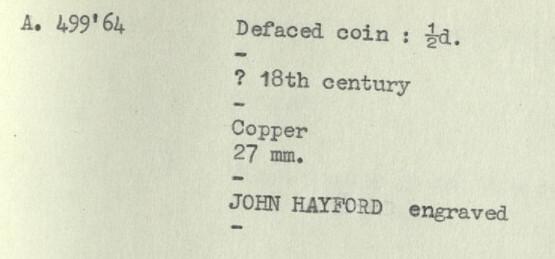 A. 499'64 Defaced coin : ½d.
-
? 18th century
-
Copper
27 mm.
-
JOHN HAYFORD engraved
-